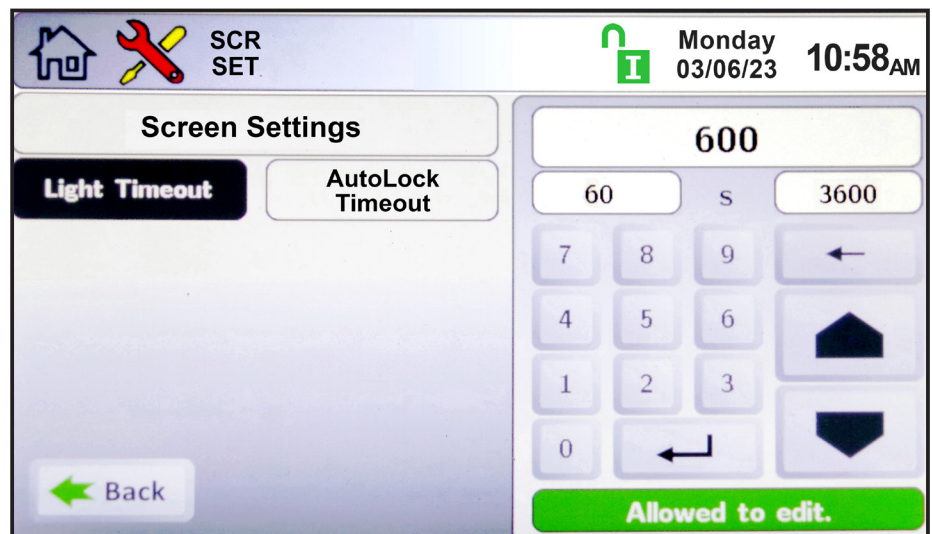 SCR
SET
I
Monday
03/06/23
10:58AM
Screen Settings
Light Timeout
AutoLock
Timeout
Back
600
60 s 3600
7 8 9
4 5 6
1 2 3
0
Allowed to edit.